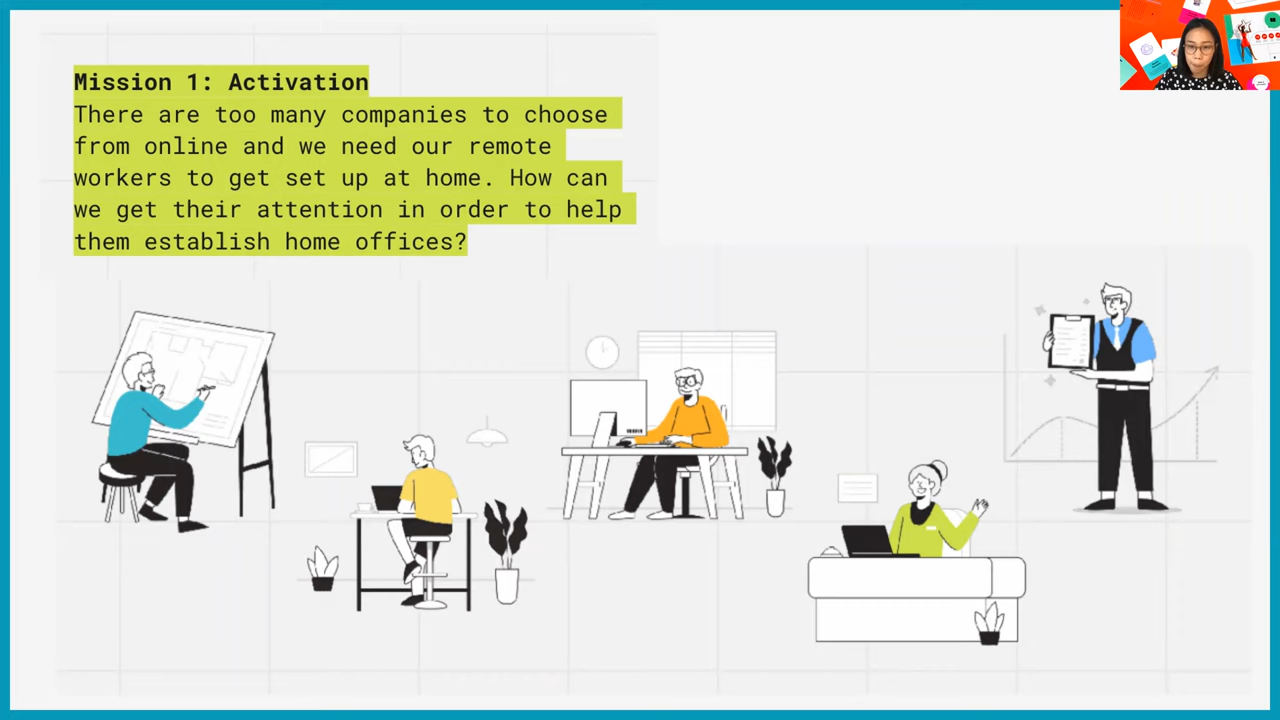 Mission 1: Activation
There are too many companies to choose
from online and we need our remote
workers to get set up at home. How can
we get their attention in order to help
them establish home offices?